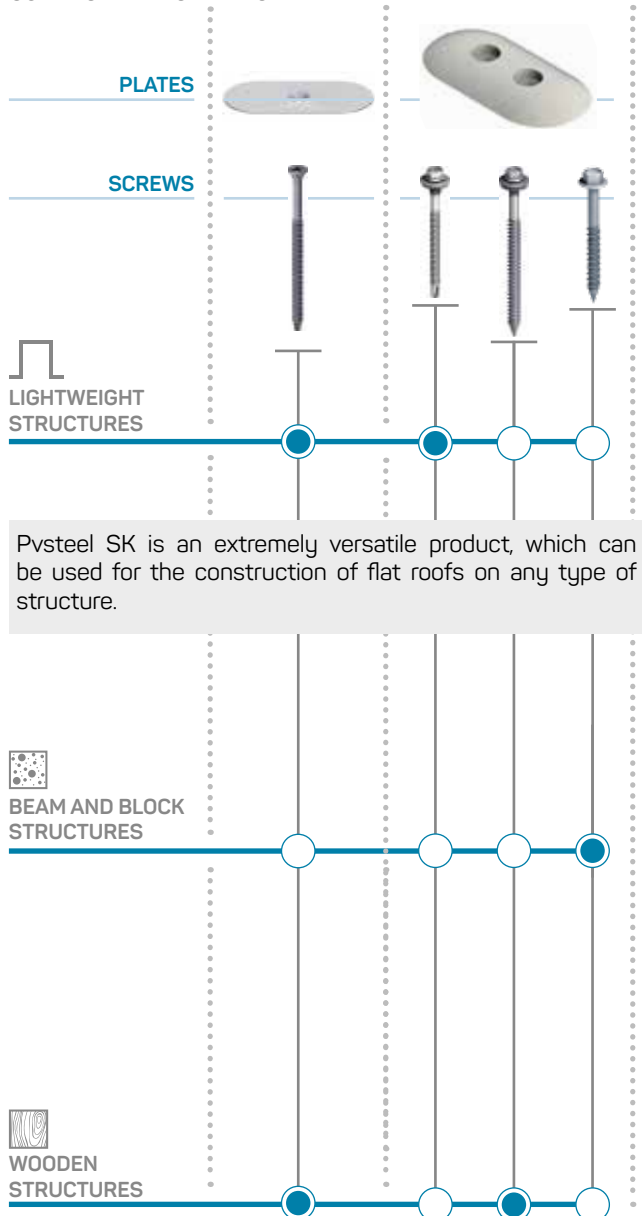 PLATES
SCREWS
LIGHTWEIGHT
STRUCTURES
Pvsteel SK is an extremely versatile product, which can
be used for the construction of flat roofs on any type of
structure.
BEAM AND BLOCK
STRUCTURES
WOODEN
STRUCTURES